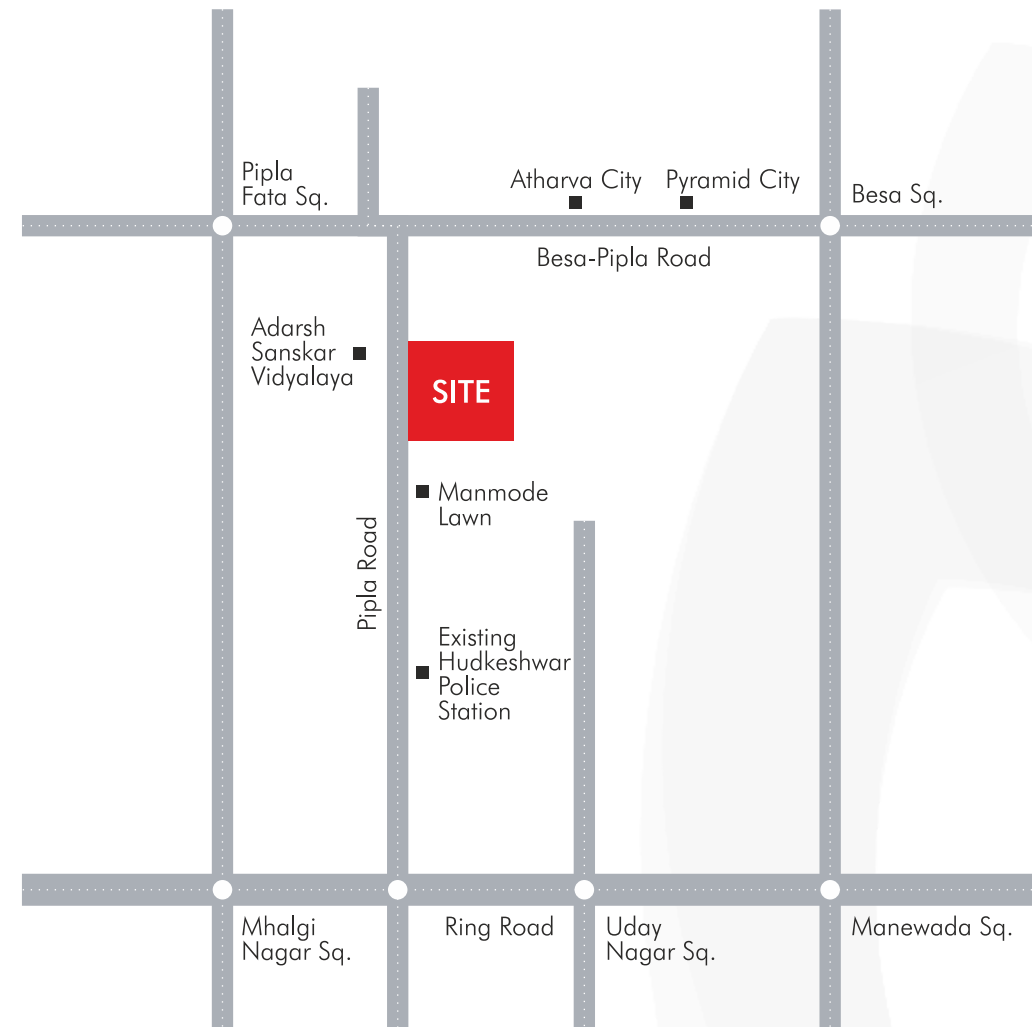 Pipla
Fata Sq.
Atharva City
Pyramid City
Besa Sq.
Besa-Pipla Road
Adarsh
Sanskar
Vidyalaya
SITE
Manmode
Lawn
Pipla Road
Existing
Hudkeshwar
Police
Station
Mhalgi
Nagar Sq.
Ring Road
Uday
Nagar Sq.
Manewada Sq.